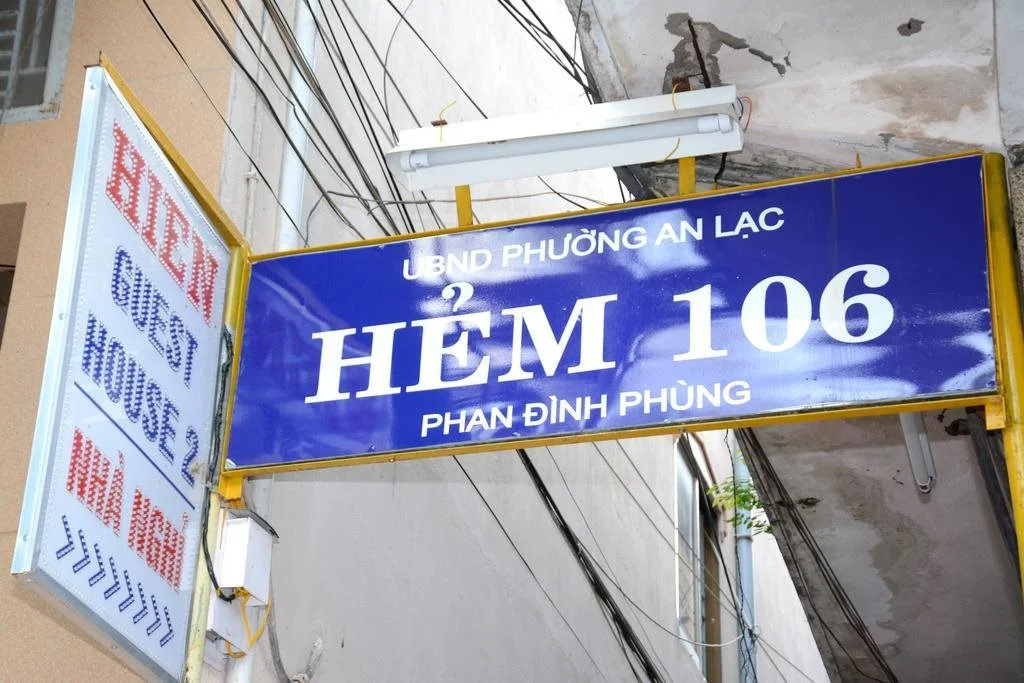 HIEN
GUEST
HOUSE 2
NHÀ NGHỈ
UBND PHƯỜNG AN LẠC
HẺM 106
PHAN ĐÌNH PHÙNG